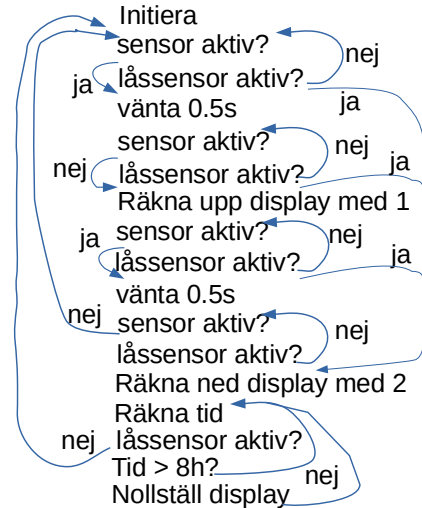 Initiera
sensor aktiv?
nej
låssensor aktiv?
ja
ja
vänta 0.5s
sensor aktiv?
nej
nej
låssensor aktiv?
ja
Räkna upp display med 1
sensor aktiv?
ja
nej
låssensor aktiv?
ja
vänta 0.5s
nej
sensor aktiv?
nej
låssensor aktiv?
Räkna ned display med 2
Räkna tid
nej
låssensor aktiv?
Tid > 8h?
nej
Nollställ display